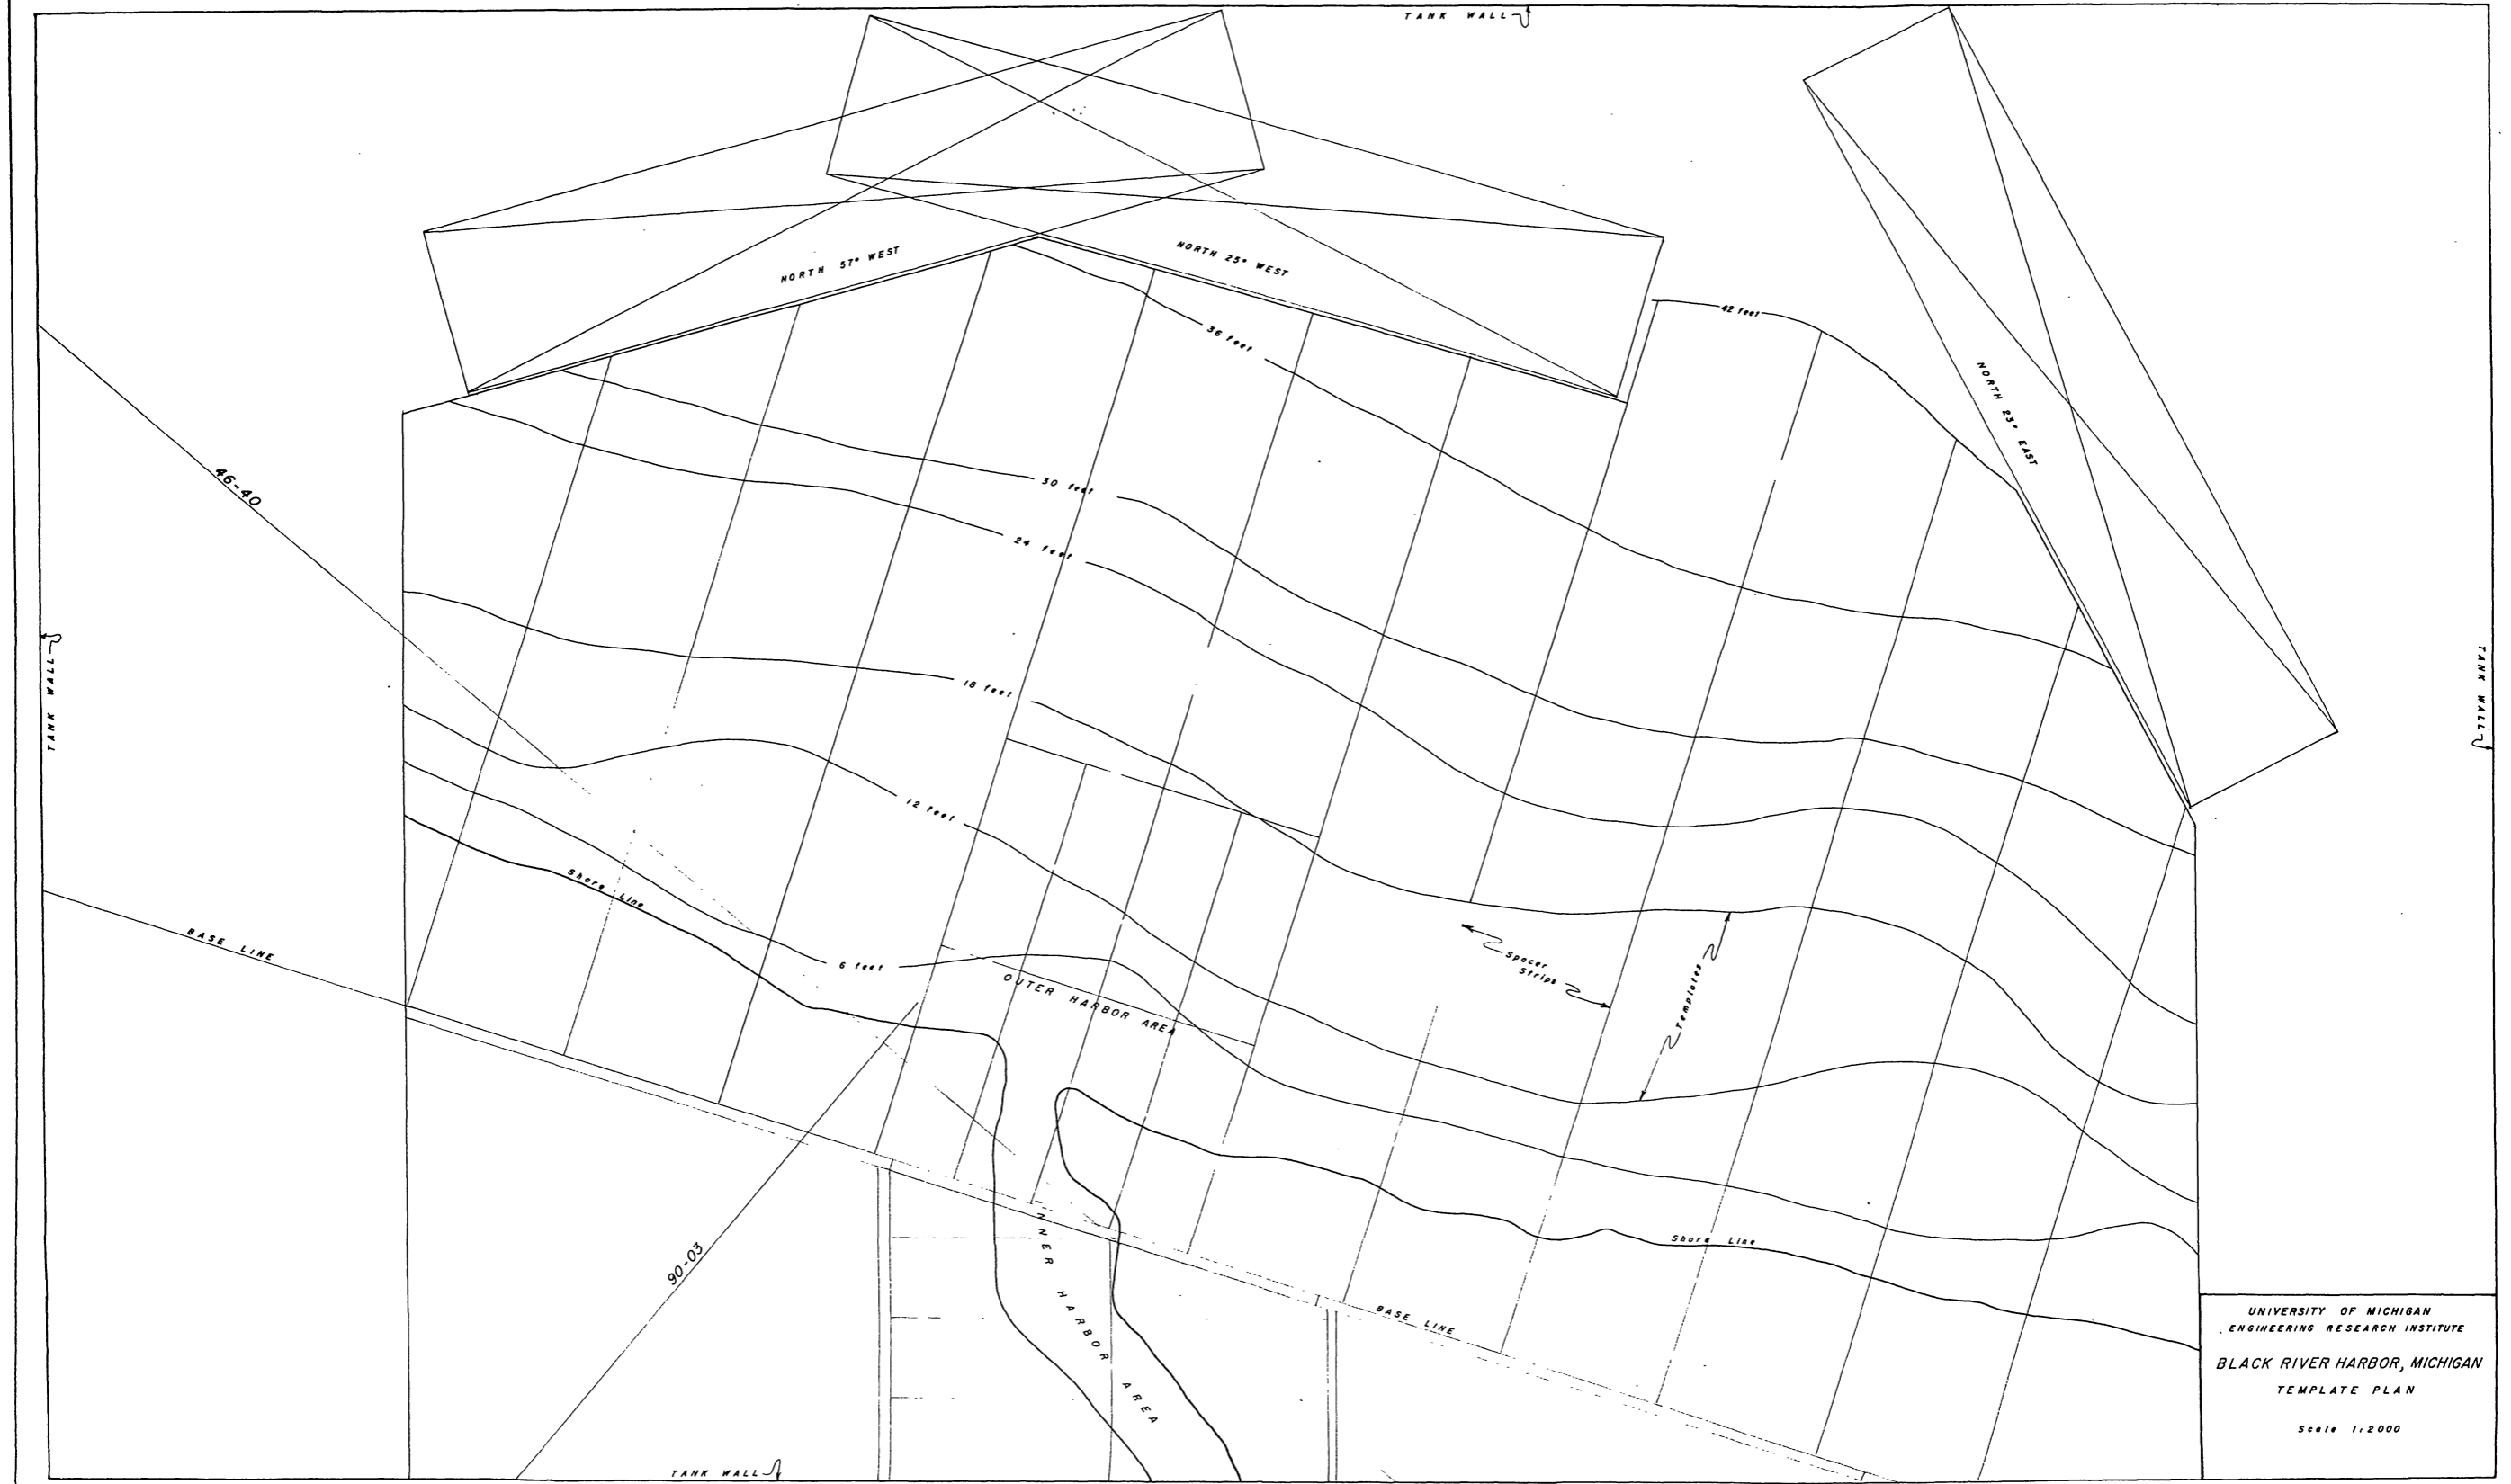 TANK WALL
NORTH 57° WEST
NORTH 25° WEST
42 feet
36 feet
NORTH 23° EAST
46-40
30 feet
24 feet
TANK WALL
TANK WALL
18 feet
12 feet
Shore Line
BASE LINE
6 feet
OUTER HARBOR AREA
Spacer
Strips
Templates
INNER HARBOR AREA
90-03
Shore Line
BASE LINE
UNIVERSITY OF MICHIGAN
ENGINEERING RESEARCH INSTITUTE
BLACK RIVER HARBOR, MICHIGAN
TEMPLATE PLAN
Scale 1:2000
TANK WALL